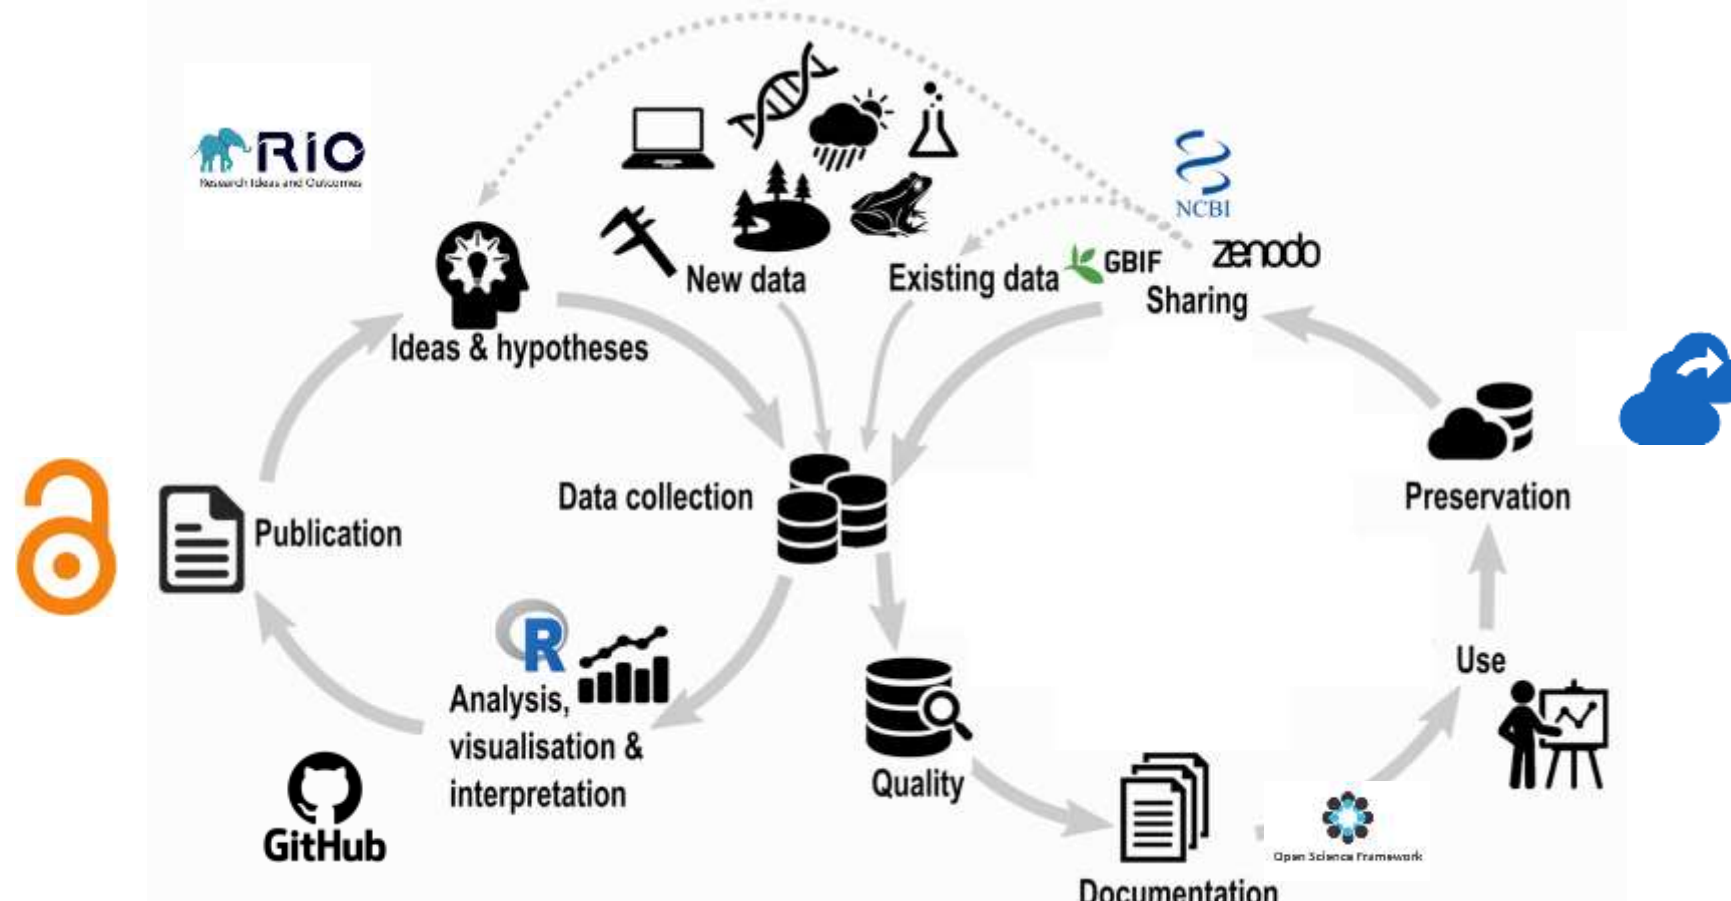 RIO
Research Ideas and Outcomes
NCBI
GBIF
zenodo
Sharing
New data
Existing data
Ideas & hypotheses
Data collection
Publication
Preservation
R
Analysis,
visualisation &
interpretation
GitHub
Quality
Use
Open Science Framework
Documentation